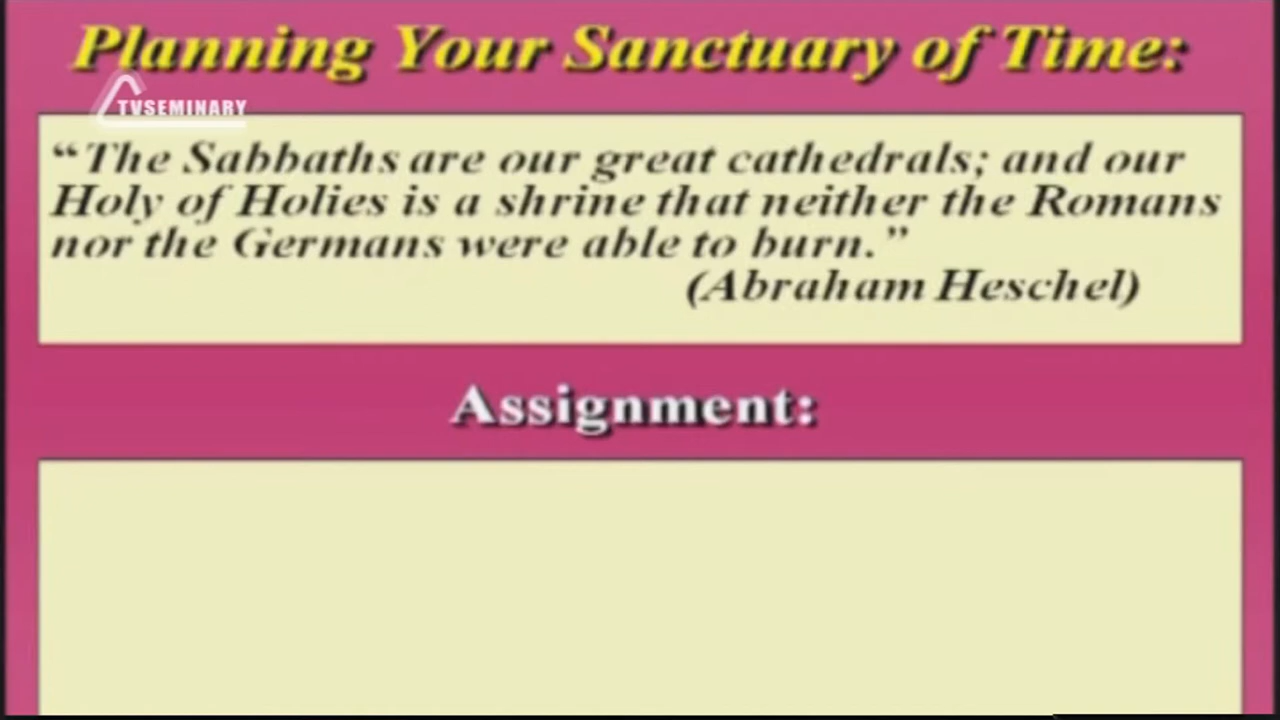 Planning Your Sanctuary of Time:
TVSEMINARY
“The Sabbaths are our great cathedrals; and our
Holy of Holies is a shrine that neither the Romans
nor the Germans were able to burn.”
(Abraham Heschel)
Assignment: